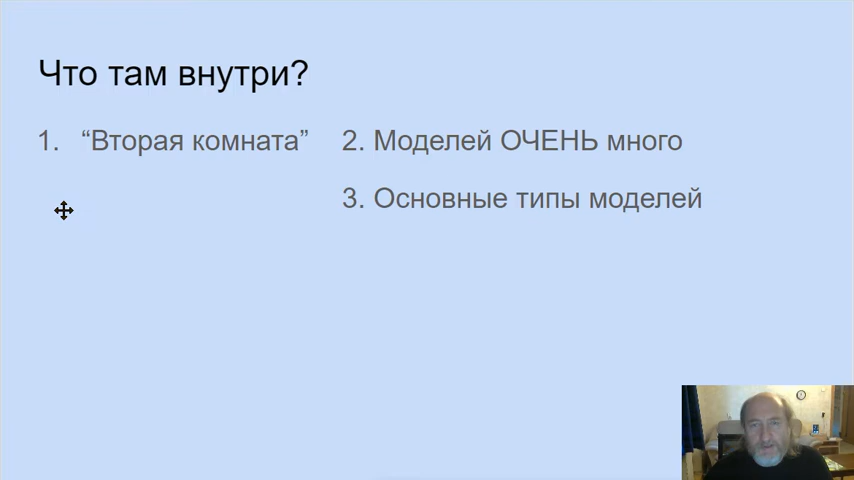 Что там внутри?
1. “Вторая комната”
2. Моделей ОЧЕНЬ много
3. Основные типы моделей